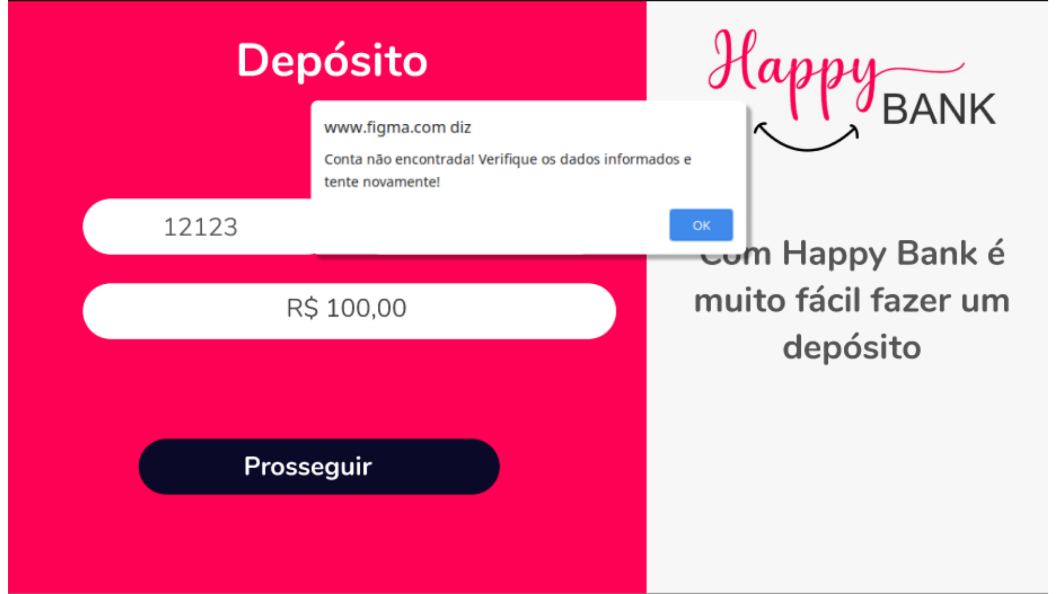 Depósito
Happy
BANK
www.figma.com diz
Conta não encontrada! Verifique os dados informados e
tente novamente!
OK
12123
R$ 100,00
Prosseguir
Com Happy Bank é
muito fácil fazer um
depósito